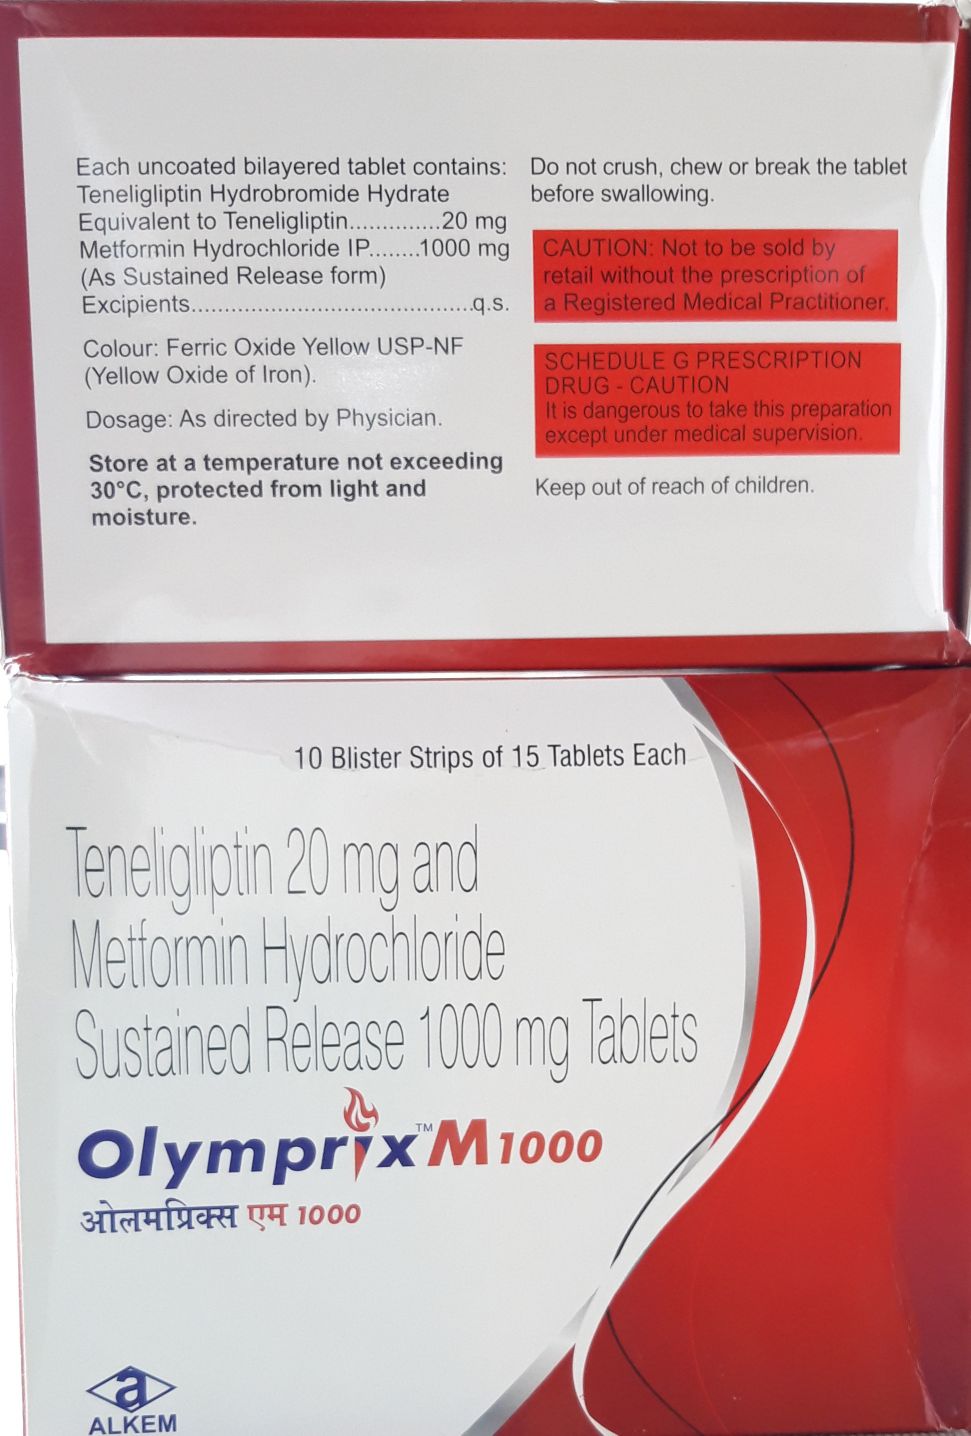 Each uncoated bilayered tablet contains:
Teneligliptin Hydrobromide Hydrate
Equivalent to Teneligliptin..............20 mg
Metformin Hydrochloride IP........1000 mg
(As Sustained Release form)
Excipients..........................................q.s.
Colour: Ferric Oxide Yellow USP-NF
(Yellow Oxide of Iron).
Dosage: As directed by Physician.
Store at a temperature not exceeding
30°C, protected from light and
moisture.
Do not crush, chew or break the tablet
before swallowing.
CAUTION: Not to be sold by
retail without the prescription of
a Registered Medical Practitioner.
SCHEDULE G PRESCRIPTION
DRUG - CAUTION
It is dangerous to take this preparation
except under medical supervision.
Keep out of reach of children.
10 Blister Strips of 15 Tablets Each
Teneligliptin 20 mg and
Metformin Hydrochloride
Sustained Release 1000 mg Tablets
Olymprix™ M 1000
ओलमप्रिक्स एम 1000
a
ALKEM